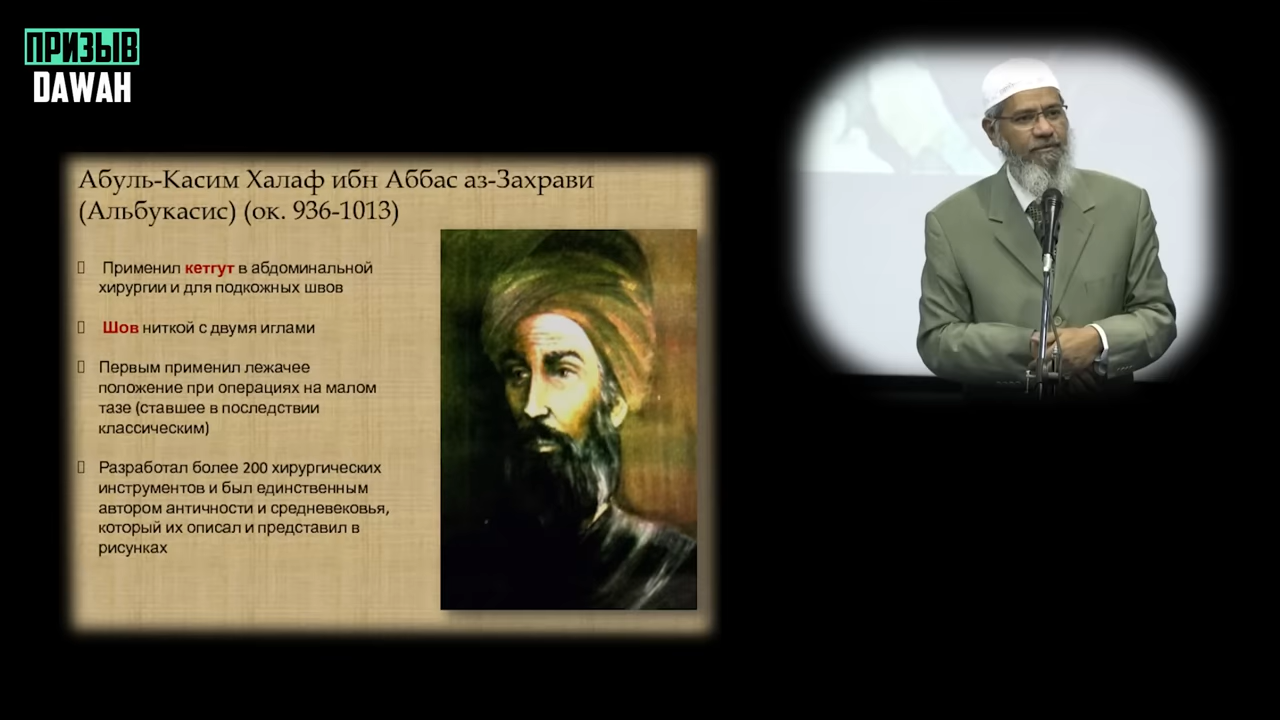 ПРИЗЫВ
DAWAH
Абуль-Касим Халаф ибн Аббас аз-Захрави
(Альбукасис) (ок. 936-1013)
Применил кетгут в абдоминальной
хирургии и для подкожных швов
Шов ниткой с двумя иглами
Первым применил лежачее
положение при операциях на малом
тазе (ставшее в последствии
классическим)
Разработал более 200 хирургических
инструментов и был единственным
автором античности и средневековья,
который их описал и представил в
рисунках